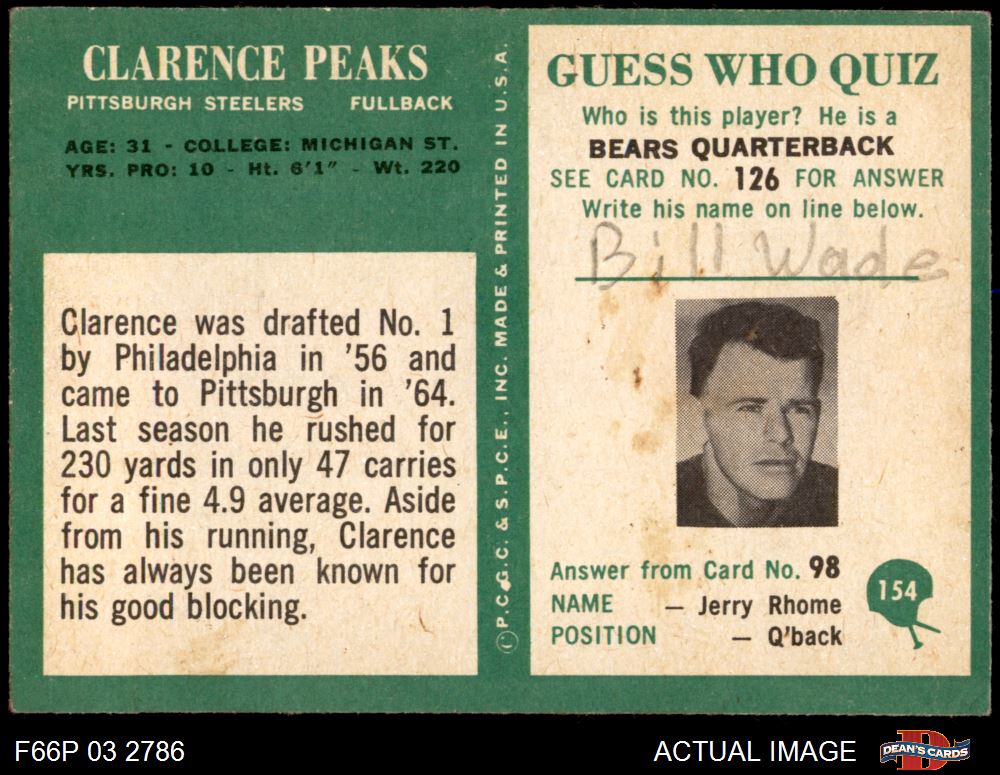 CLARENCE PEAKS
PITTSBURGH STEELERS FULLBACK
AGE: 31 - COLLEGE: MICHIGAN ST.
YRS. PRO: 10 - Ht. 6'1" - Wt. 220
Clarence was drafted No. 1
by Philadelphia in '56 and
came to Pittsburgh in '64.
Last season he rushed for
230 yards in only 47 carries
for a fine 4.9 average. Aside
from his running, Clarence
has always been known for
his good blocking.
©P.C.G.C. & S.P.C.E., INC. MADE & PRINTED IN U.S.A.
GUESS WHO QUIZ
Who is this player? He is a
BEARS QUARTERBACK
SEE CARD NO. 126 FOR ANSWER
Write his name on line below.
Bill Wade
Answer from Card No. 98
NAME — Jerry Rhome
POSITION — Q'back
154
F66P 03 2786
ACTUAL IMAGE
DEAN'S CARDS